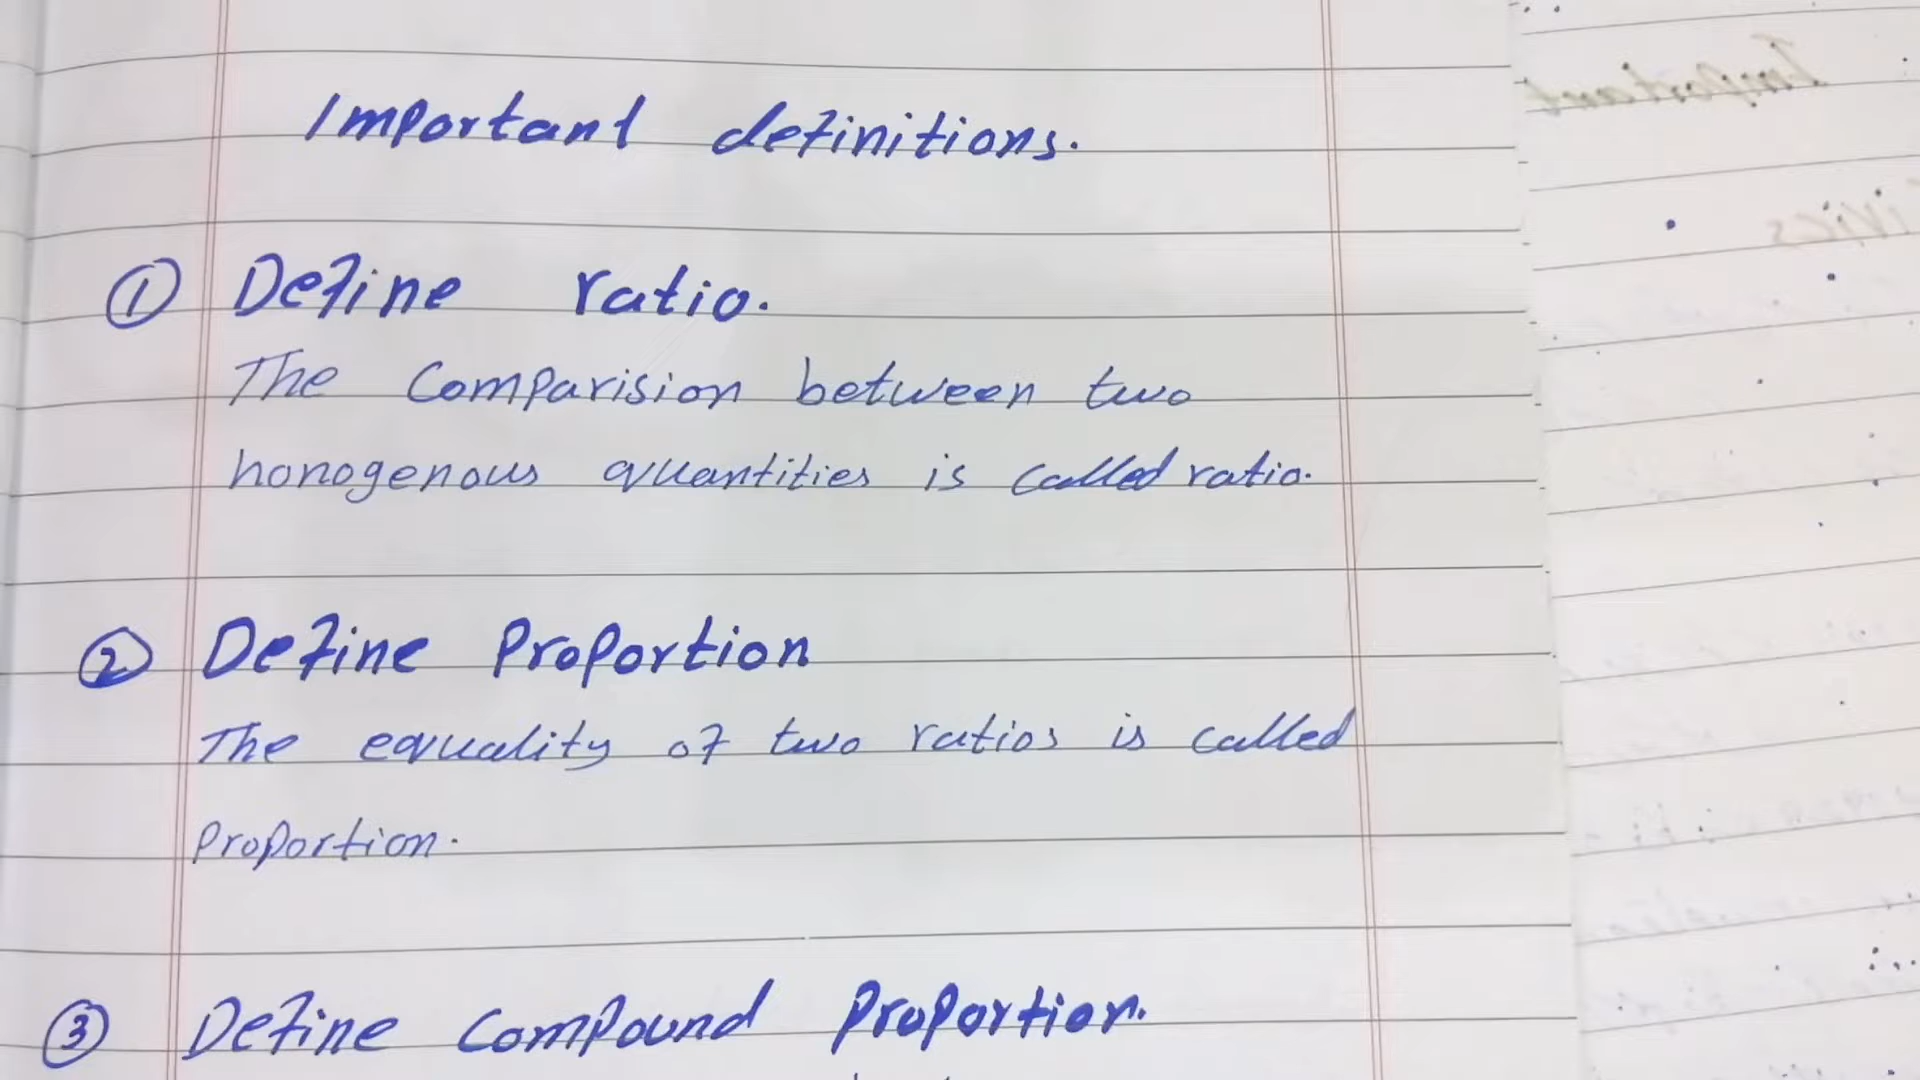 Important definitions.
① Define ratio.
The Comparision between two
honogenous quantities is called ratio.
② Define Proportion
The equality of two ratios is called
Proportion.
③ Define Compound Proportion.
Important